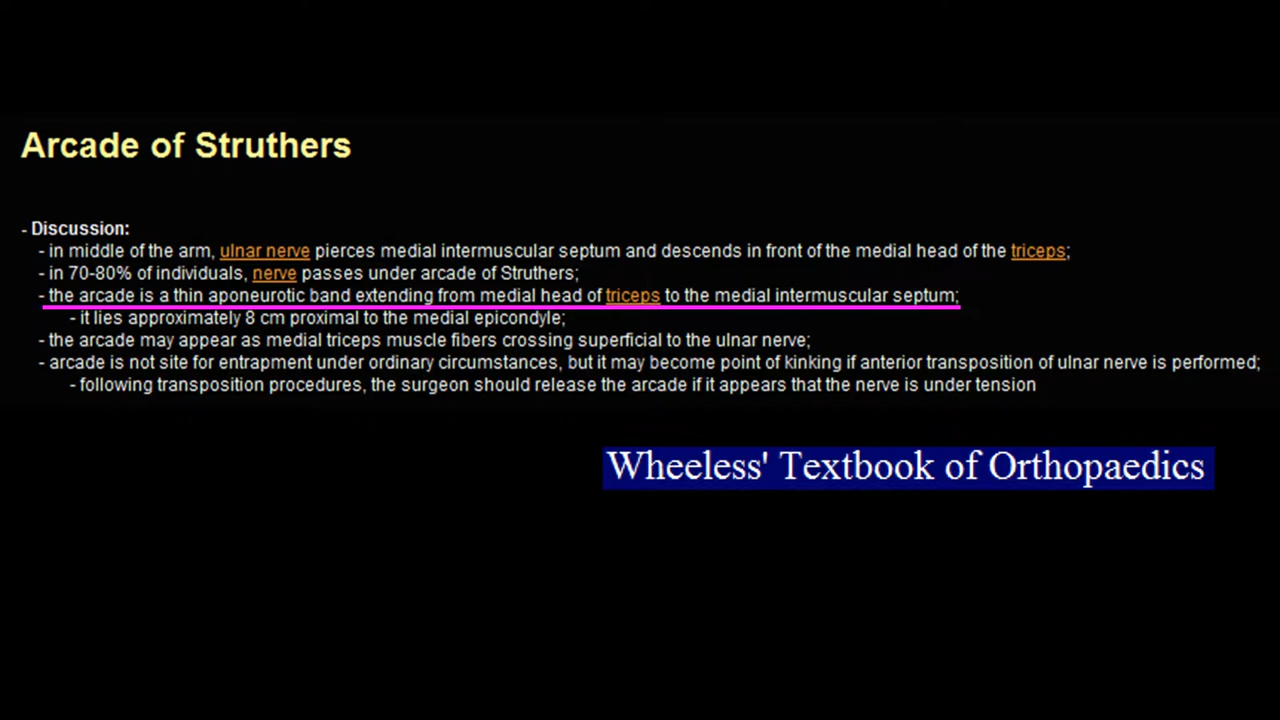 Arcade of Struthers
- Discussion:
- in middle of the arm, ulnar nerve pierces medial intermuscular septum and descends in front of the medial head of the triceps;
- in 70-80% of individuals, nerve passes under arcade of Struthers;
- the arcade is a thin aponeurotic band extending from medial head of triceps to the medial intermuscular septum;
- it lies approximately 8 cm proximal to the medial epicondyle;
- the arcade may appear as medial triceps muscle fibers crossing superficial to the ulnar nerve;
- arcade is not site for entrapment under ordinary circumstances, but it may become point of kinking if anterior transposition of ulnar nerve is performed;
- following transposition procedures, the surgeon should release the arcade if it appears that the nerve is under tension
Wheeless' Textbook of Orthopaedics